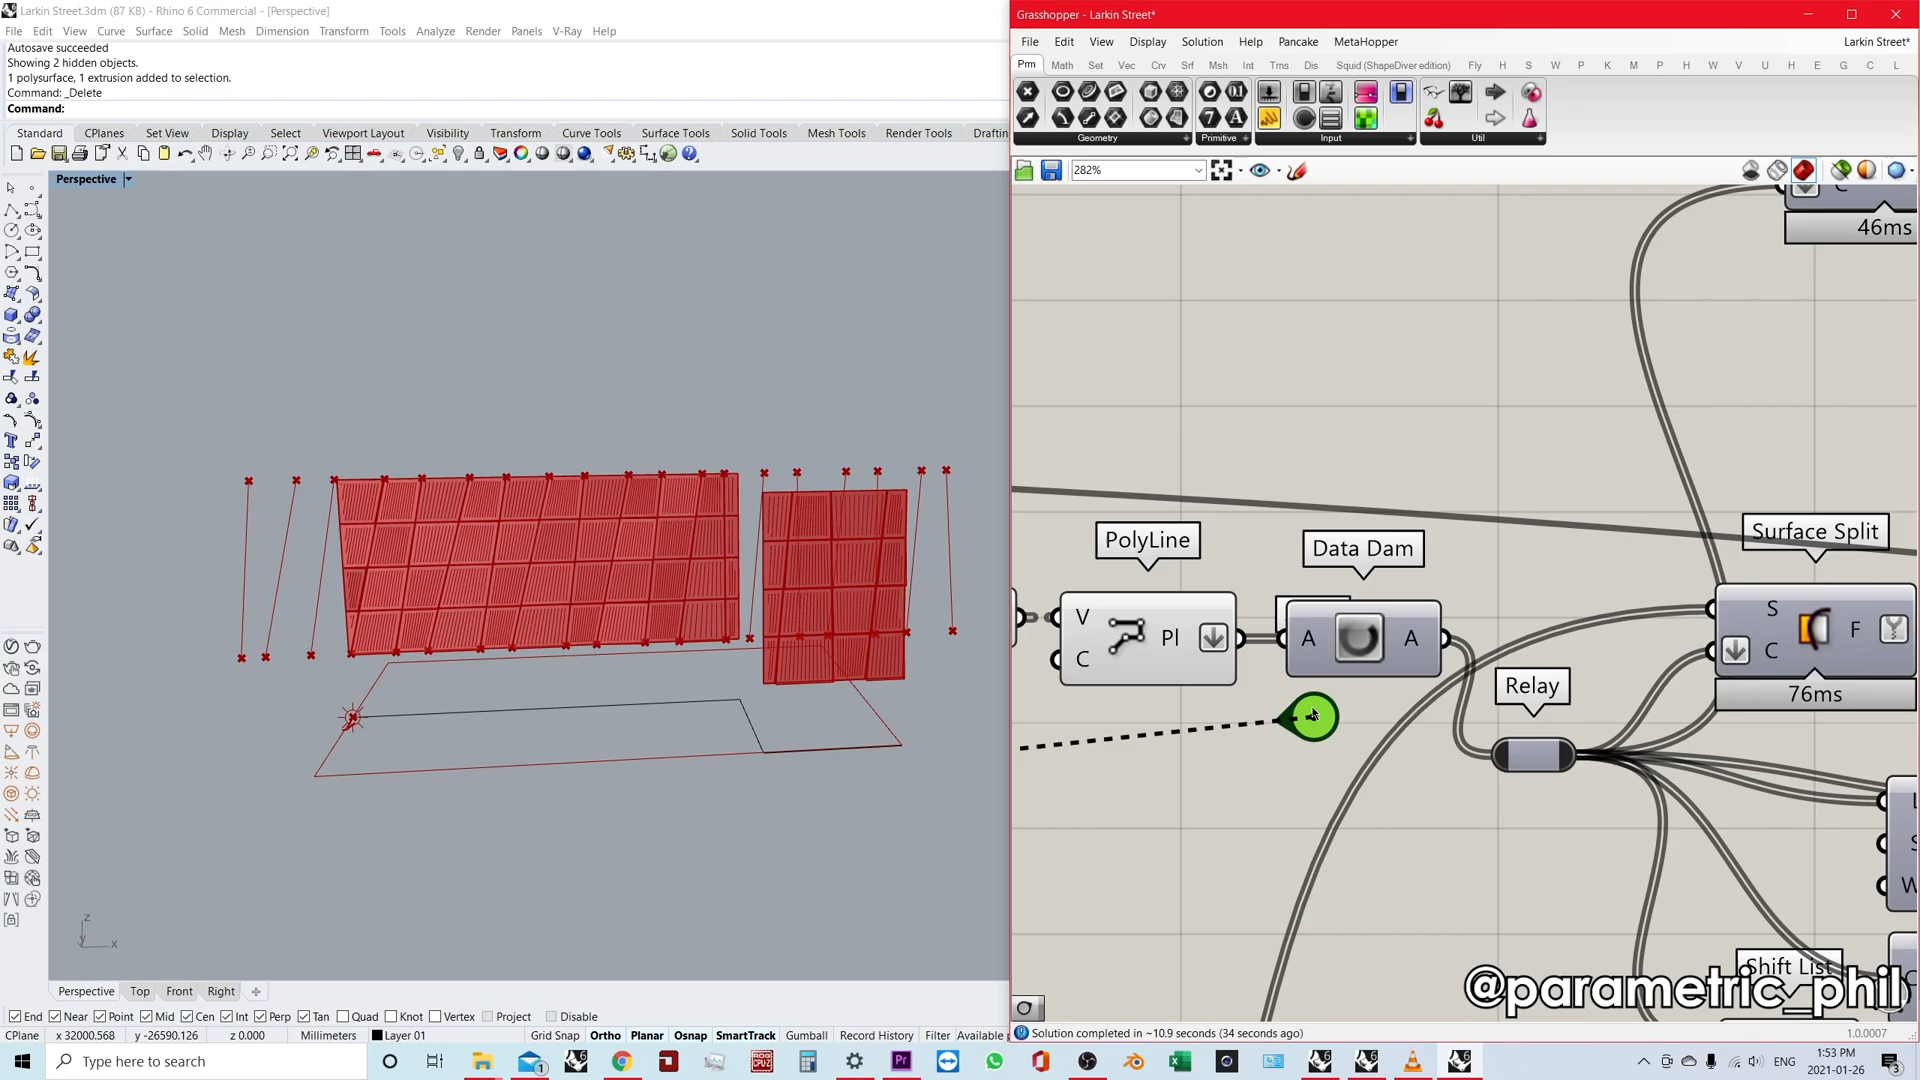 Larkin Street.3dm (87 KB) - Rhino 6 Commercial - [Perspective]
File Edit View Curve Surface Solid Mesh Dimension Transform Tools Analyze Render Panels V-Ray Help
Autosave succeeded
Showing 2 hidden objects.
1 polysurface, 1 extrusion added to selection.
Command: _Delete
Command:
Standard CPlanes Set View Display Select Viewport Layout Visibility Transform Curve Tools Surface Tools Solid Tools Mesh Tools Render Tools Draftin
Perspective
z
y
x
Perspective Top Front Right
End Near Point Mid Cen Int Perp Tan Quad Knot Vertex Project Disable
CPlane x 32000.568 y -26590.126 z 0.000 Millimeters Layer 01 Grid Snap Ortho Planar Osnap SmartTrack Gumball Record History Filter Available
Grasshopper - Larkin Street*
File Edit View Display Solution Help Pancake MetaHopper Larkin Street*
Prm Math Set Vec Crv Srf Msh Int Trns Dis Squid (ShapeDiver edition) Fly H S W P K M P H W V U H E G C L
Geometry Primitive Input Util
282%
C
46ms
PolyLine
V
C
Pl
Data Dam
A A
Surface Split
S
C
F
76ms
Relay
L
S
W
Shift List
C
@parametric_phil
Solution completed in ~10.9 seconds (34 seconds ago) 1.0.0007
Type here to search
ENG
1:53 PM
2021-01-26